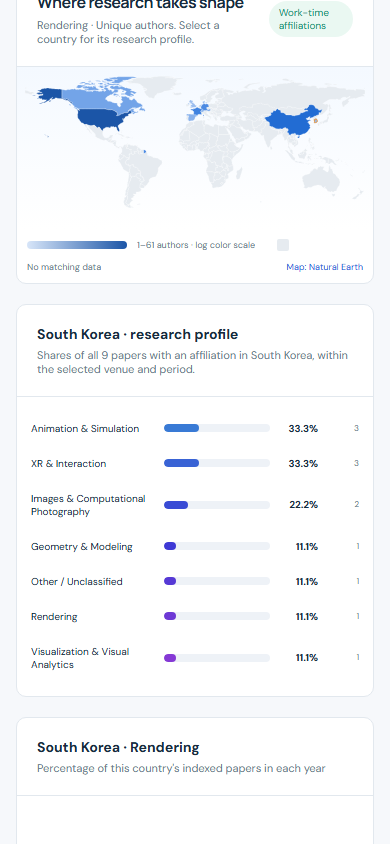 Where research takes shape
Rendering · Unique authors. Select a
country for its research profile.
Work-time
affiliations
1–61 authors · log color scale
No matching data
Map: Natural Earth
South Korea · research profile
Shares of all 9 papers with an affiliation in South Korea, within
the selected venue and period.
Animation & Simulation 33.3% 3
XR & Interaction 33.3% 3
Images & Computational
Photography 22.2% 2
Geometry & Modeling 11.1% 1
Other / Unclassified 11.1% 1
Rendering 11.1% 1
Visualization & Visual
Analytics 11.1% 1
South Korea · Rendering
Percentage of this country's indexed papers in each year